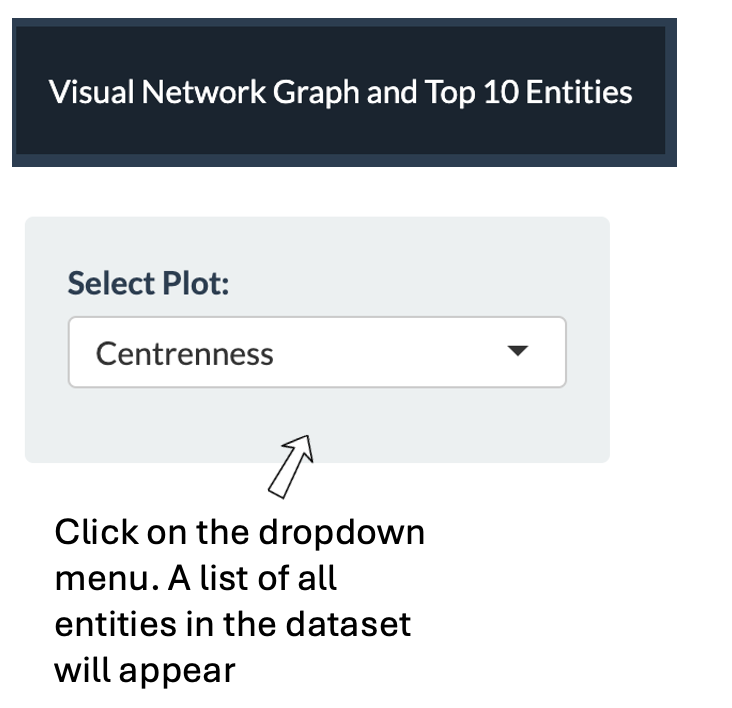 Visual Network Graph and Top 10 Entities
Select Plot:
Centrenness
Click on the dropdown
menu. A list of all
entities in the dataset
will appear